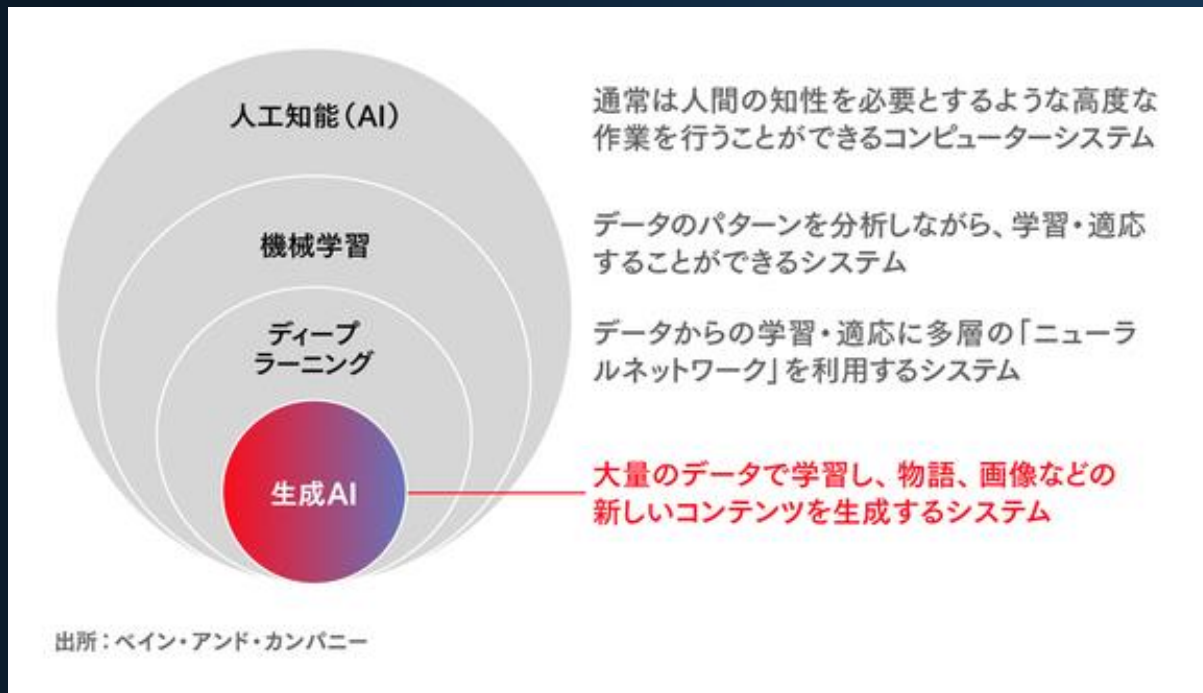 人工知能（AI）
通常は人間の知性を必要とするような高度な
作業を行うことができるコンピューターシステム
機械学習
データのパターンを分析しながら、学習・適応
することができるシステム
ディープ
ラーニング
データからの学習・適応に多層の「ニューラ
ルネットワーク」を利用するシステム
生成AI
大量のデータで学習し、物語、画像などの
新しいコンテンツを生成するシステム
出所：ベイン・アンド・カンパニー